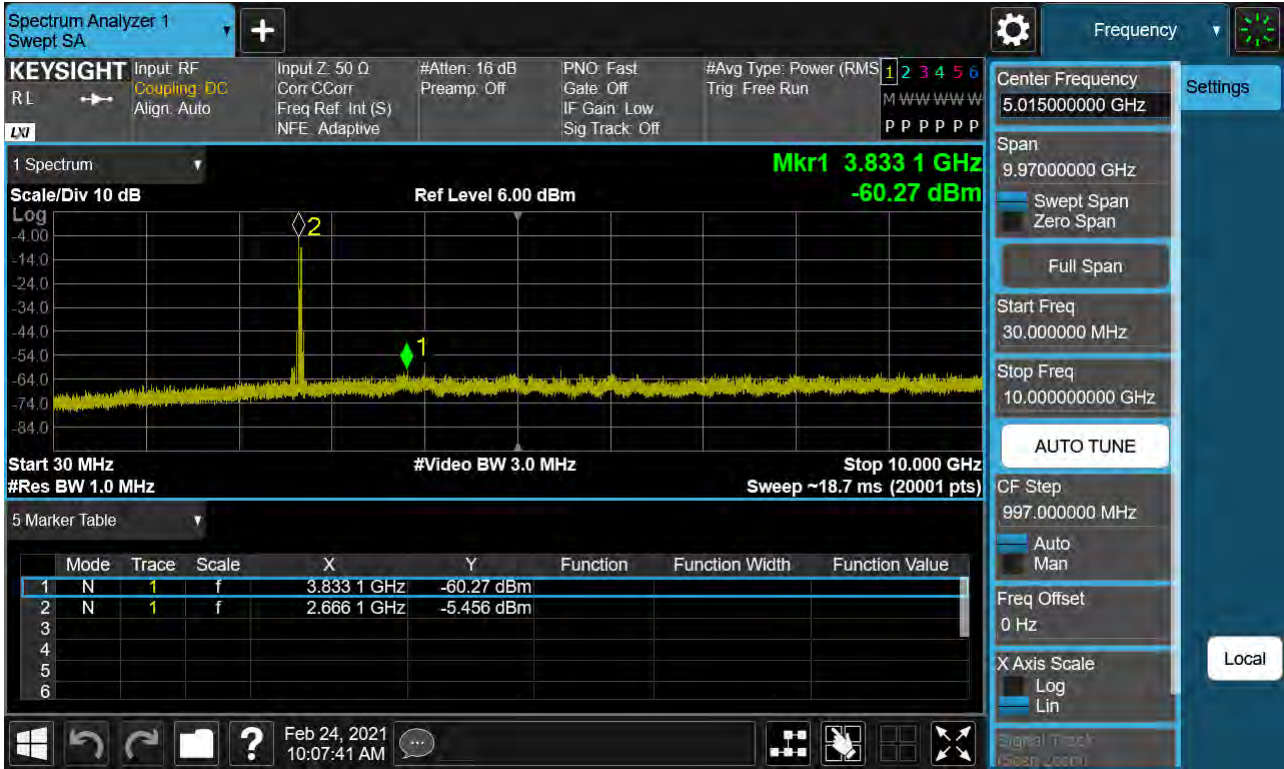 Spectrum Analyzer 1
Swept SA
+
Frequency
KEYSIGHT
R L
LXI
Input: RF
Coupling: DC
Align: Auto
Input Z: 50 Ω
Corr CCorr
Freq Ref: Int (S)
NFE: Adaptive
#Atten: 16 dB
Preamp: Off
PNO: Fast
Gate: Off
IF Gain: Low
Sig Track: Off
#Avg Type: Power (RMS
Trig: Free Run
1 2 3 4 5 6
M W W W W W
P P P P P P
1 Spectrum
Mkr1 3.833 1 GHz
-60.27 dBm
Scale/Div 10 dB
Ref Level 6.00 dBm
Log
-4.00
-14.0
-24.0
-34.0
-44.0
-54.0
-64.0
-74.0
-84.0
2
1
Start 30 MHz
#Video BW 3.0 MHz
Stop 10.000 GHz
#Res BW 1.0 MHz
Sweep ~18.7 ms (20001 pts)
5 Marker Table
Mode Trace Scale X Y Function Function Width Function Value
1 N 1 f 3.833 1 GHz -60.27 dBm
2 N 1 f 2.666 1 GHz -5.456 dBm
3
4
5
6
?
Feb 24, 2021
10:07:41 AM
Center Frequency
5.015000000 GHz
Span
9.97000000 GHz
Swept Span
Zero Span
Full Span
Start Freq
30.000000 MHz
Stop Freq
10.000000000 GHz
AUTO TUNE
CF Step
997.000000 MHz
Auto
Man
Freq Offset
0 Hz
X Axis Scale
Log
Lin
Signal Track
(Span Zoom)
Settings
Local